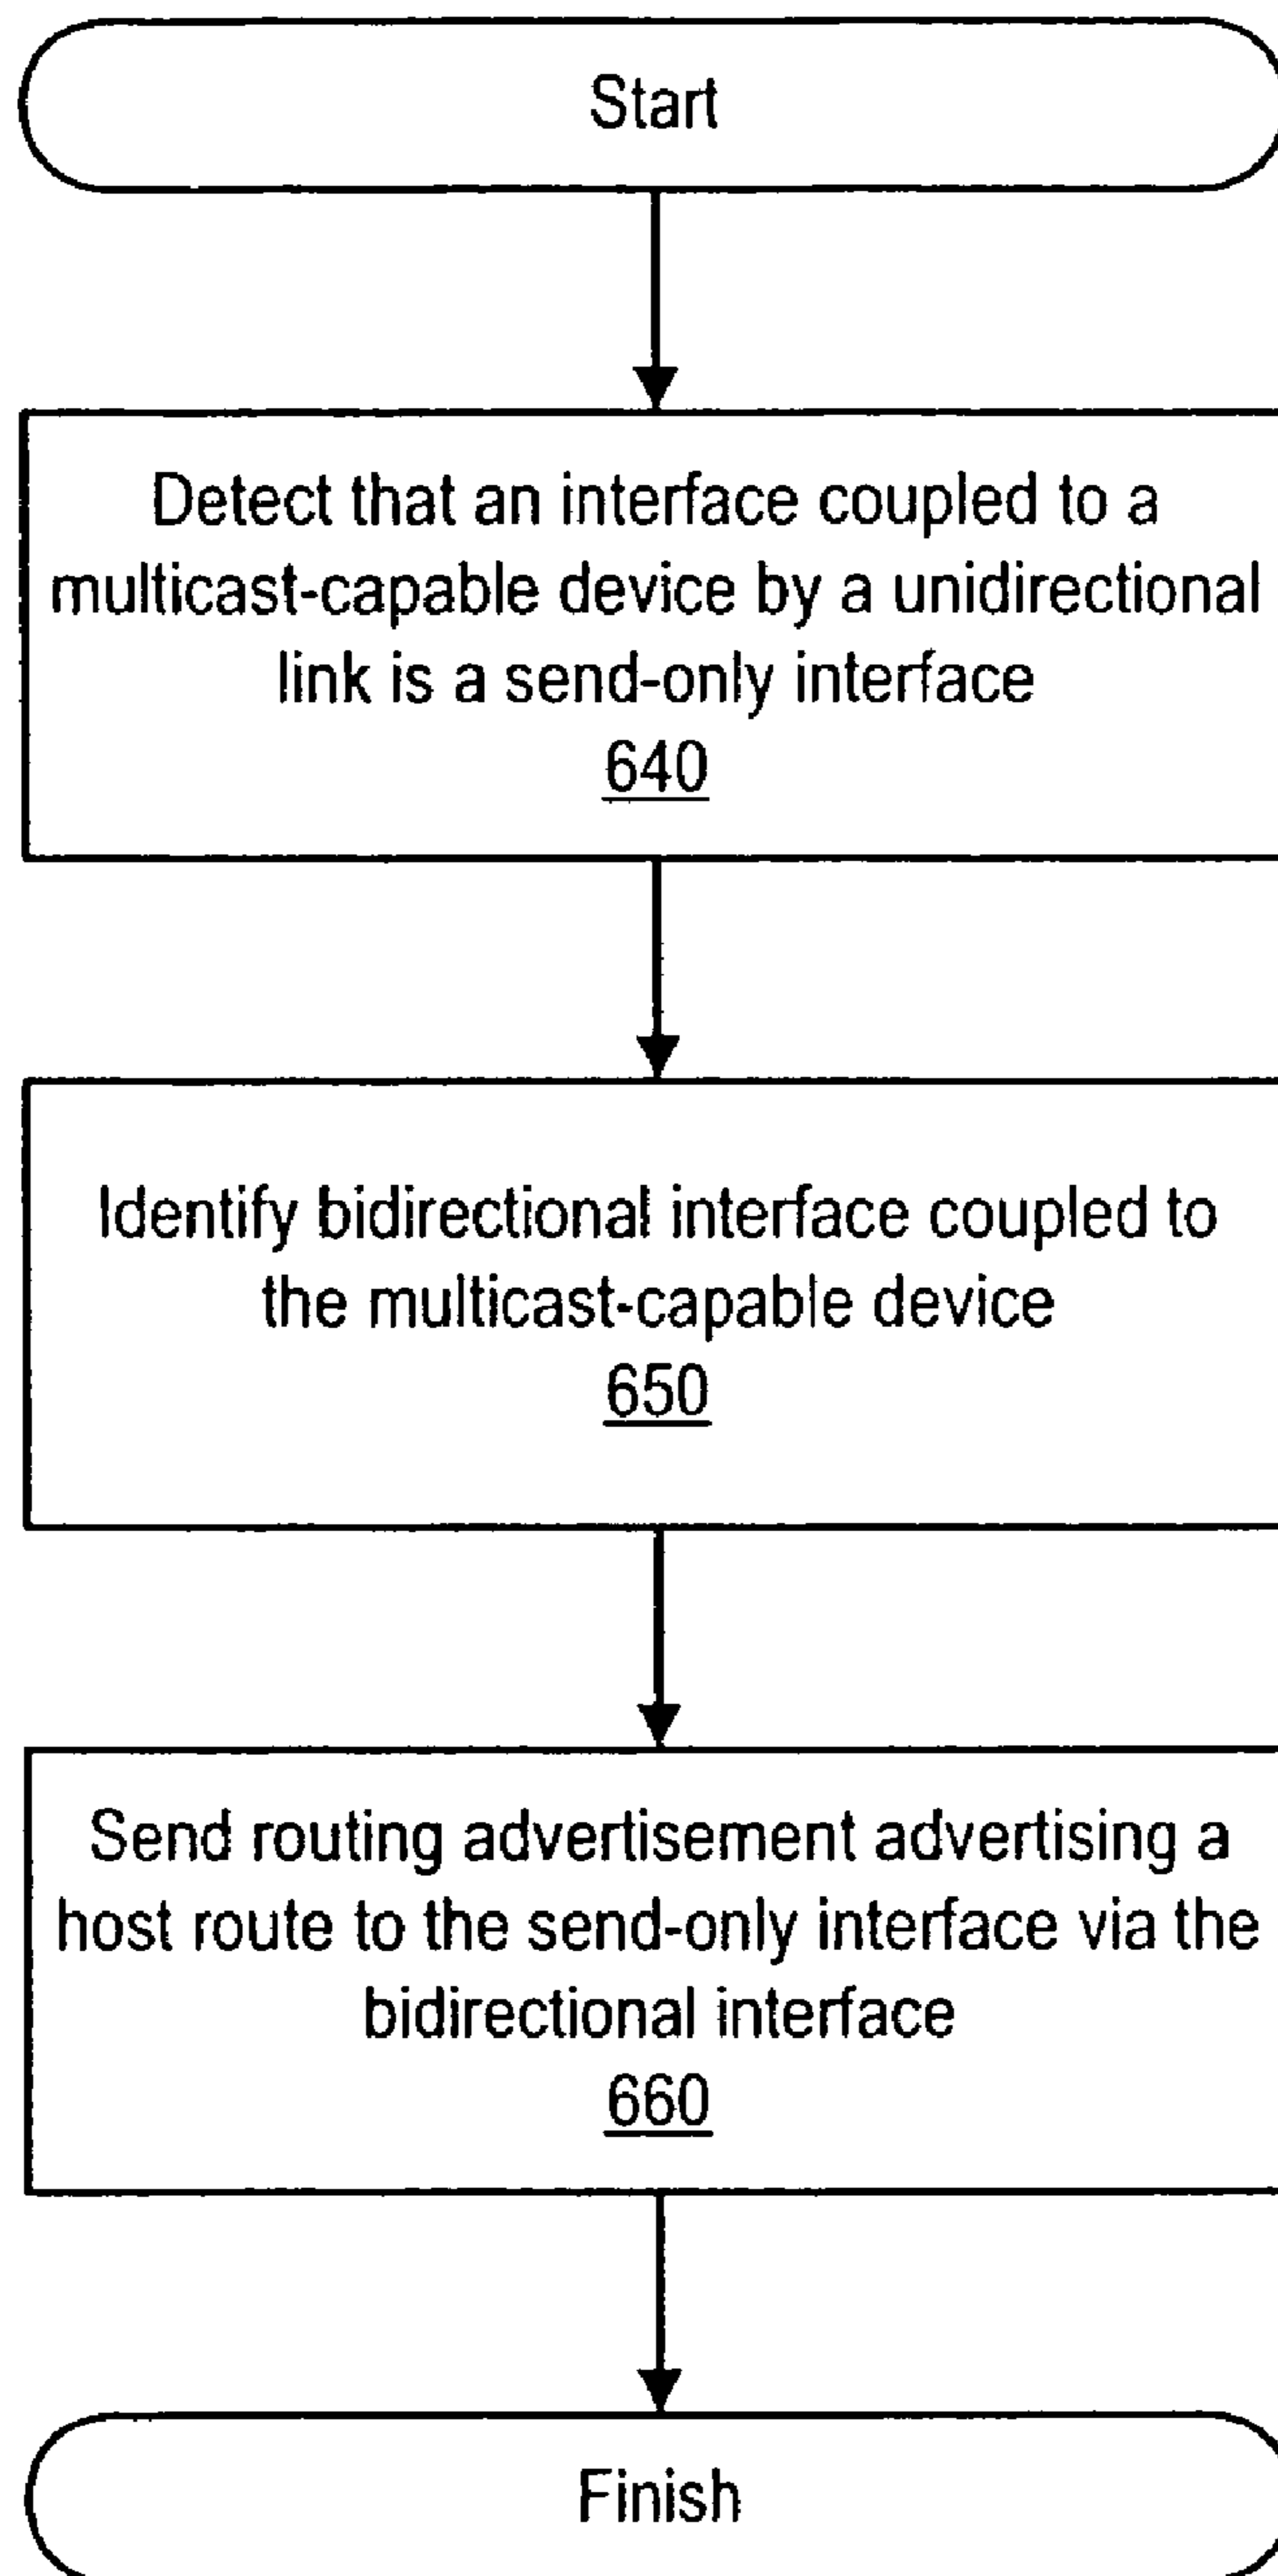 Start
Detect that an interface coupled to a
multicast-capable device by a unidirectional
link is a send-only interface
640
Identify bidirectional interface coupled to
the multicast-capable device
650
Send routing advertisement advertising a
host route to the send-only interface via the
bidirectional interface
660
Finish